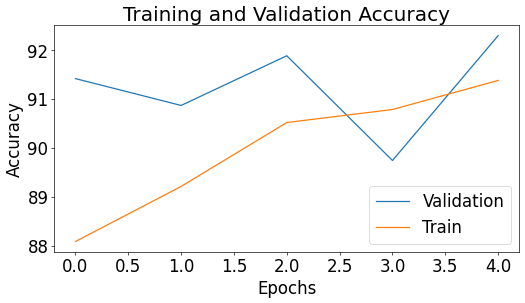 Training and Validation Accuracy
Accuracy
92
91
90
89
88
0.0 0.5 1.0 1.5 2.0 2.5 3.0 3.5 4.0
Epochs
Validation
Train